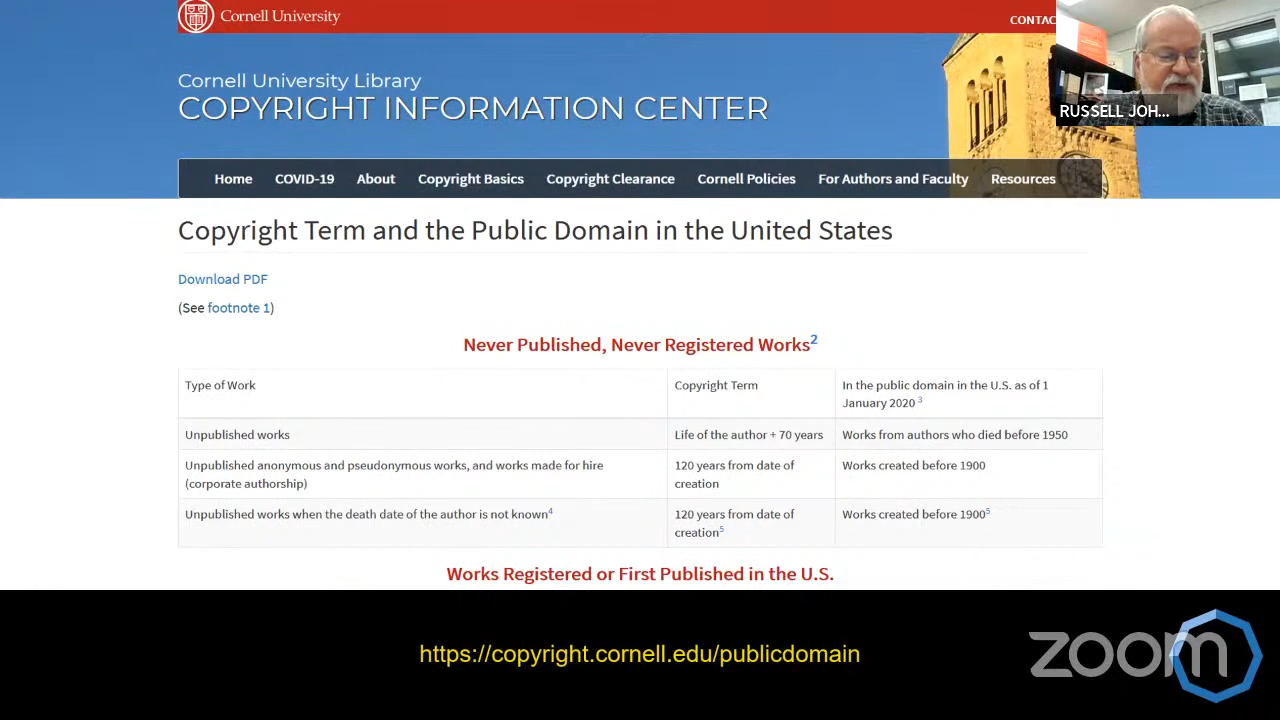 Cornell University
CONTAC
Cornell University Library
COPYRIGHT INFORMATION CENTER
RUSSELL JOH...
Home COVID-19 About Copyright Basics Copyright Clearance Cornell Policies For Authors and Faculty Resources
Copyright Term and the Public Domain in the United States
Download PDF
(See footnote 1)
Never Published, Never Registered Works2
Type of Work
Copyright Term
In the public domain in the U.S. as of 1
January 2020 3
Unpublished works
Life of the author + 70 years
Works from authors who died before 1950
Unpublished anonymous and pseudonymous works, and works made for hire
(corporate authorship)
120 years from date of
creation
Works created before 1900
Unpublished works when the death date of the author is not known4
120 years from date of
creation5
Works created before 19005
Works Registered or First Published in the U.S.
https://copyright.cornell.edu/publicdomain
zoom